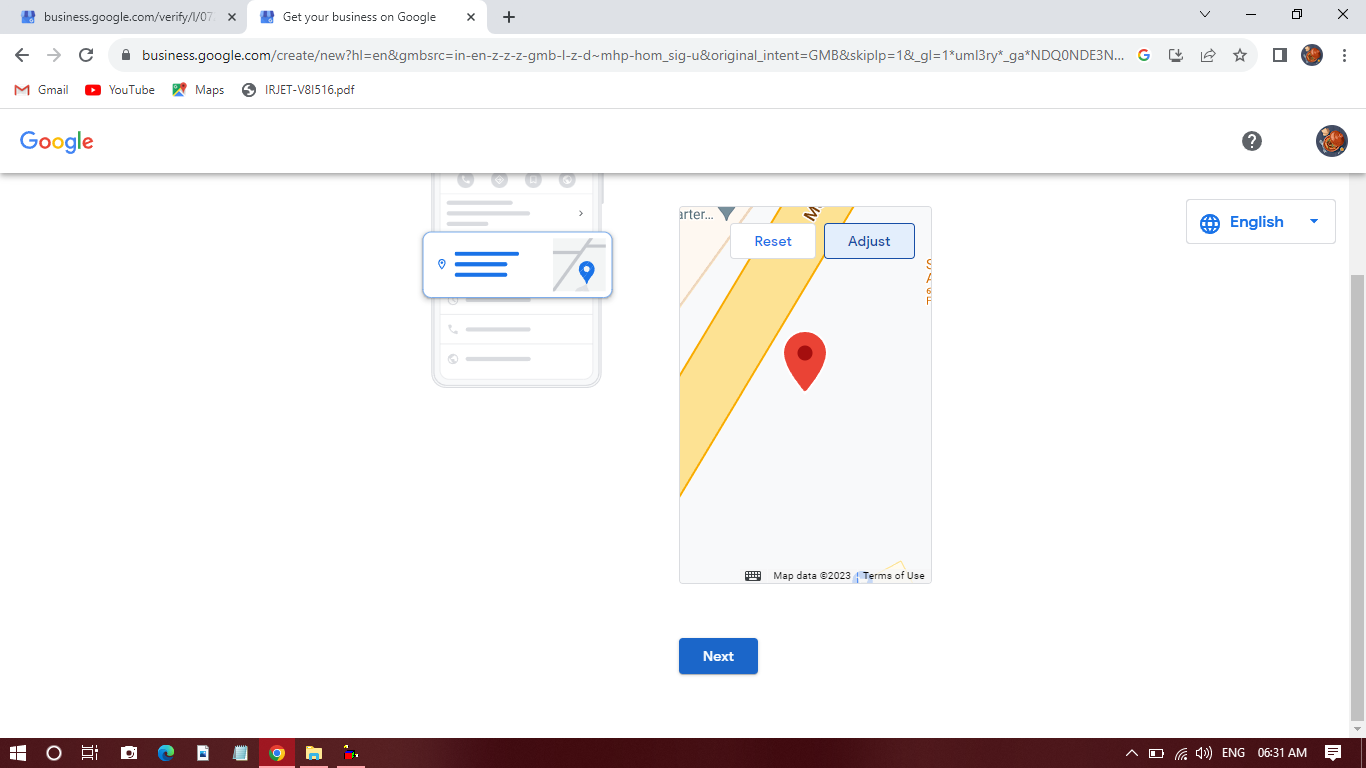 business.google.com/verify/l/07
Get your business on Google
business.google.com/create/new?hl=en&gmbsrc=in-en-z-z-z-gmb-l-z-d~mhp-hom_sig-u&original_intent=GMB&skiplp=1&_gl=1*uml3ry*_ga*NDQ0NDE3N...
Gmail
YouTube
Maps
IRJET-V8I516.pdf
Google
English
arter...
Reset
Adjust
Map data ©2023
Terms of Use
Next
ENG
06:31 AM